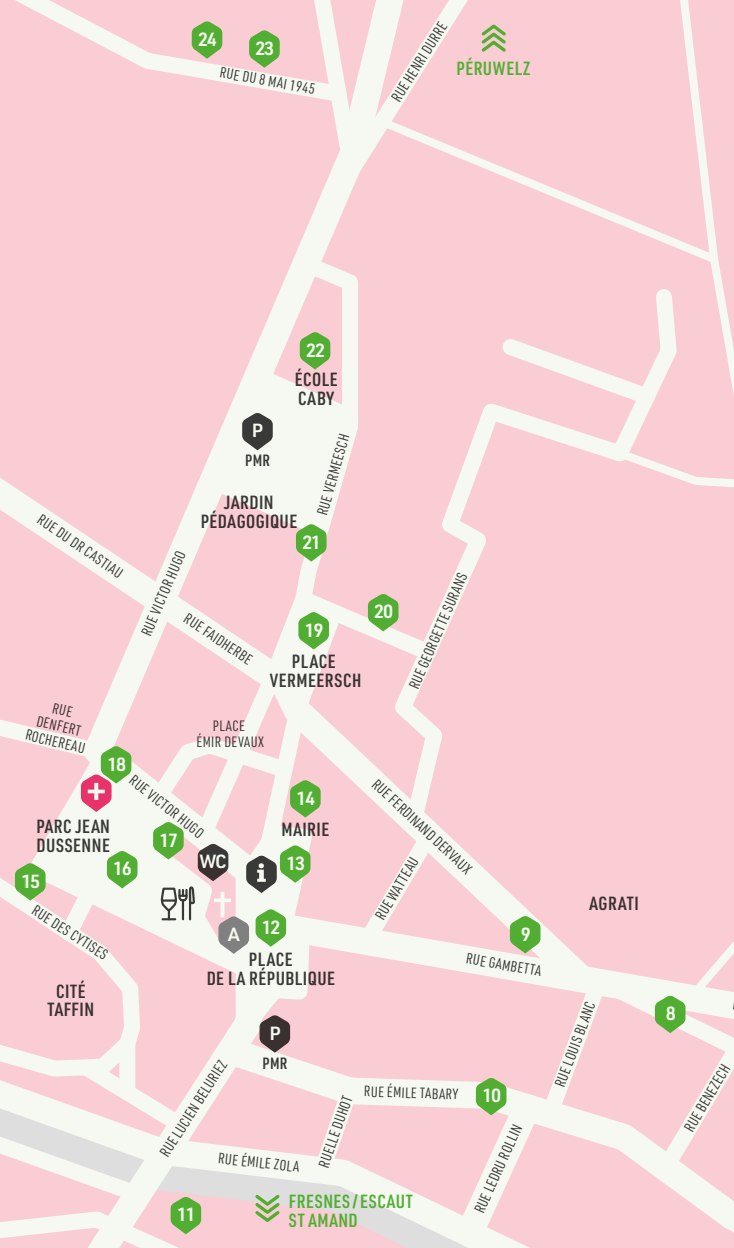 24
23
RUE DU 8 MAI 1945
RUE HENRI DURRE
PÉRUWELZ
22
ÉCOLE
CABY
P
PMR
RUE VERMEESCH
JARDIN
PÉDAGOGIQUE
21
RUE DU DR CASTIAU
RUE VICTOR HUGO
RUE FAIDHERBE
20
19
PLACE
VERMEERSCH
RUE GEORGETTE SURANS
RUE
DENFERT
ROCHEREAU
PLACE
ÉMIR DEVAUX
18
RUE VICTOR HUGO
14
MAIRIE
RUE FERDINAND DERVAUX
PARC JEAN
DUSSENNE
17
16
15
WC
i
13
RUE WATTEAU
AGRATI
RUE DES CYTISES
A
12
PLACE
DE LA RÉPUBLIQUE
9
RUE GAMBETTA
CITÉ
TAFFIN
8
P
PMR
RUE LOUIS BLANC
RUE BENEZECH
RUE LUCIEN BELURIEZ
RUE ÉMILE TABARY
10
RUELLE DUHOT
RUE LEDRU ROLLIN
RUE ÉMILE ZOLA
11
FRESNES/ESCAUT
ST AMAND